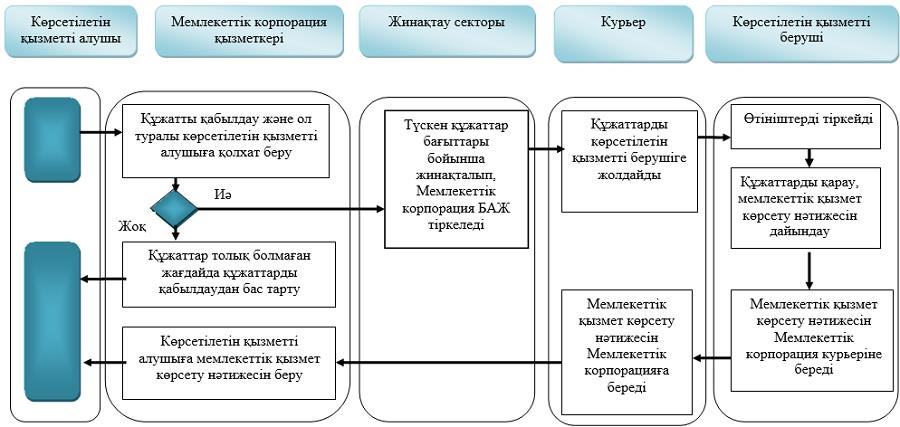 Көрсетілетін
қызметті алушы
Мемлекеттік корпорация
қызметкері
Жинақтау секторы
Курьер
Көрсетілетін қызметті
беруші
Құжатты қабылдау және ол
туралы көрсетілетін қызметті
алушыға қолхат беру
Иә
Жоқ
Құжаттар толық болмаған
жағдайда құжаттарды
қабылдаудан бас тарту
Көрсетілетін қызметті
алушыға мемлекеттік қызмет
көрсету нәтижесін беру
Түскен құжаттар
бағыттары
бойынша
жинақталып,
Мемлекеттік
корпорация БАЖ
тіркеледі
Құжаттарды
көрсетілетін
қызметті берушіге
жолдайды
Мемлекеттік
қызмет көрсету
нәтижесін
Мемлекеттік
корпорацияға
береді
Өтініштерді тіркейді
Құжаттарды қарау,
мемлекеттік қызмет
көрсету нәтижесін
дайындау
Мемлекеттік қызмет
көрсету нәтижесін
Мемлекеттік
корпорация курьеріне
береді